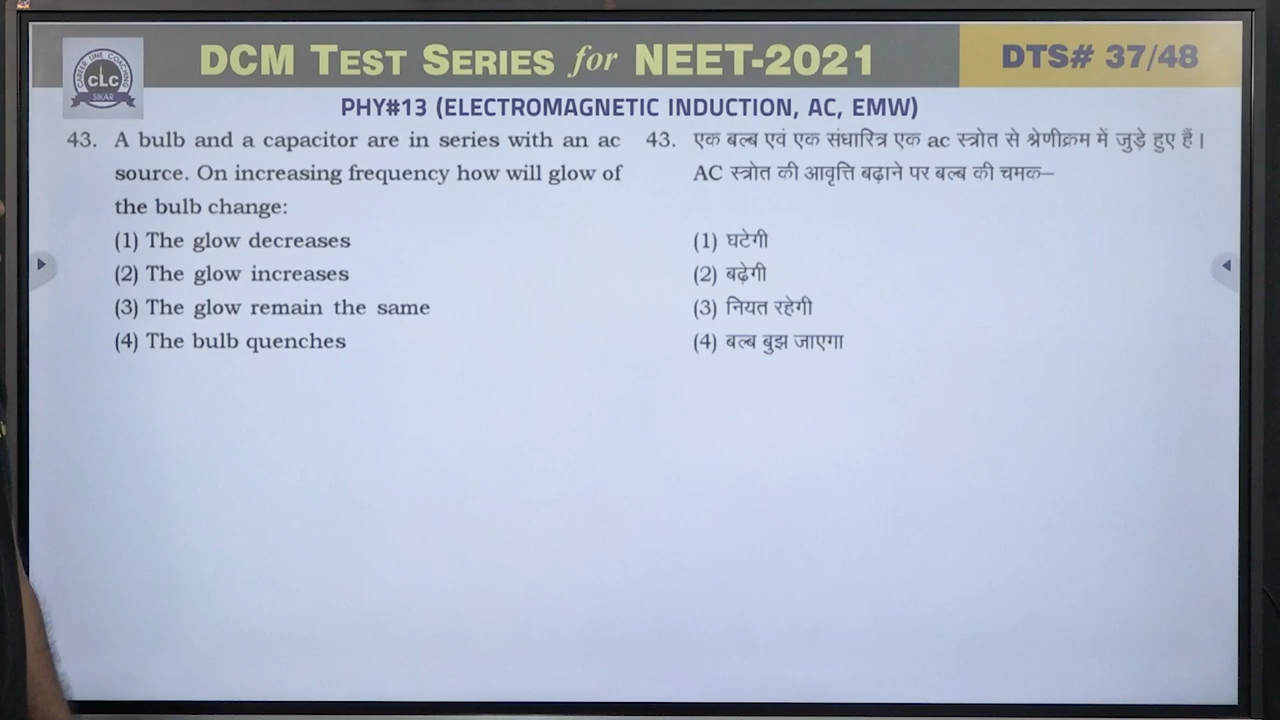 DCM TEST SERIES for NEET-2021
DTS# 37/48
CAREER LINE COACHING
CLC
SIKAR
PHY#13 (ELECTROMAGNETIC INDUCTION, AC, EMW)
43. A bulb and a capacitor are in series with an ac
source. On increasing frequency how will glow of
the bulb change:
(1) The glow decreases
(2) The glow increases
(3) The glow remain the same
(4) The bulb quenches
43. एक बल्ब एवं एक संधारित्र एक ac स्त्रोत से श्रेणीक्रम में जुड़े हुए हैं।
AC स्त्रोत की आवृत्ति बढ़ाने पर बल्ब की चमक–
(1) घटेगी
(2) बढ़ेगी
(3) नियत रहेगी
(4) बल्ब बुझ जाएगा